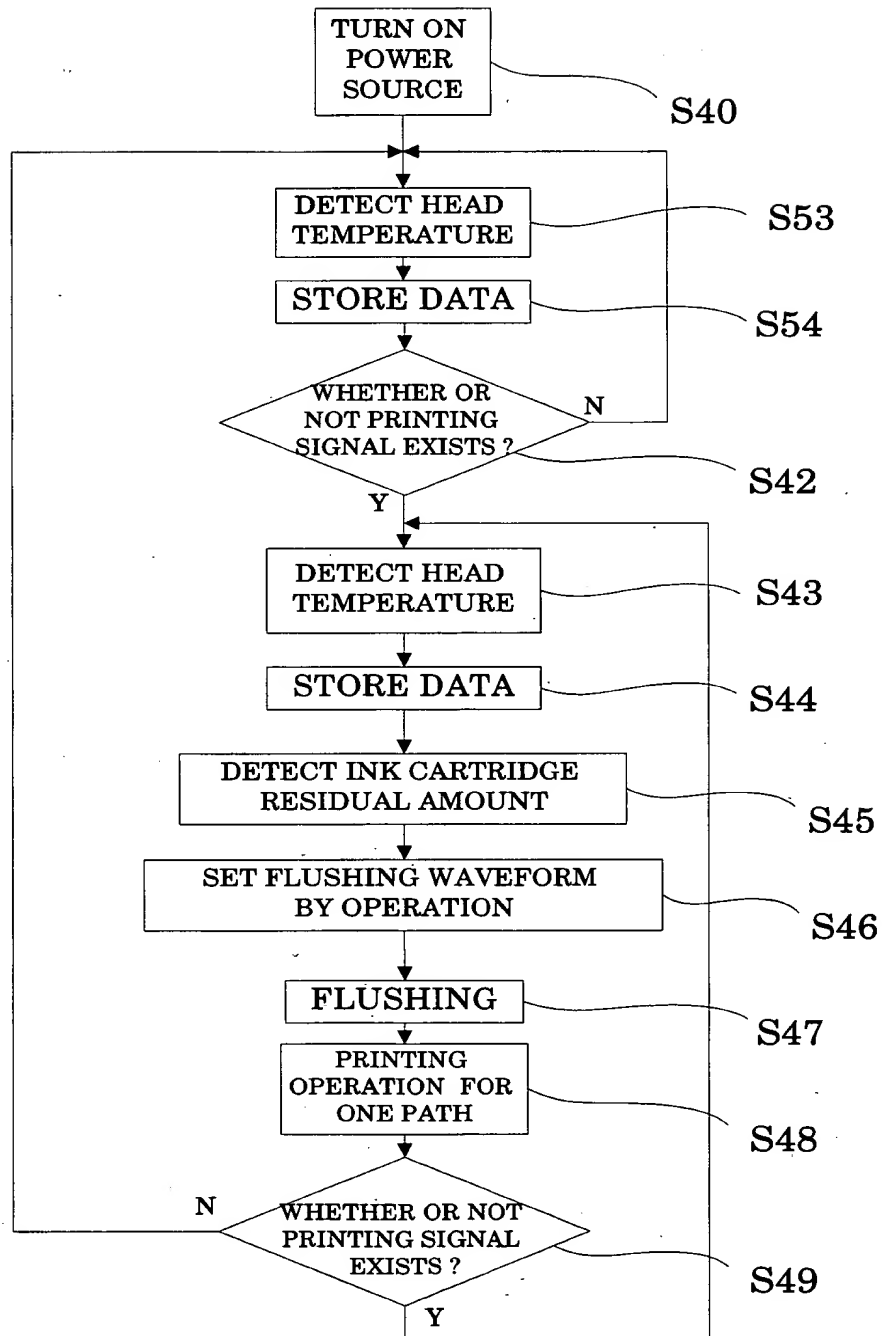 TURN ON
POWER
SOURCE
S40
DETECT HEAD
TEMPERATURE
S53
STORE DATA
S54
WHETHER OR
NOT PRINTING
SIGNAL EXISTS ?
N
S42
Y
DETECT HEAD
TEMPERATURE
S43
STORE DATA
S44
DETECT INK CARTRIDGE
RESIDUAL AMOUNT
S45
SET FLUSHING WAVEFORM
BY OPERATION
S46
FLUSHING
S47
PRINTING
OPERATION FOR
ONE PATH
S48
N
WHETHER OR NOT
PRINTING SIGNAL
EXISTS ?
S49
Y